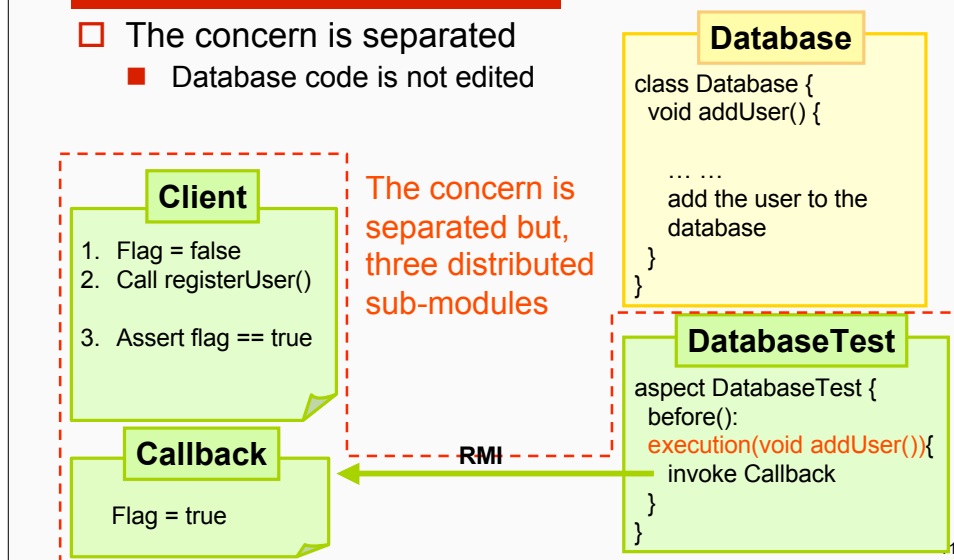 The concern is separated
Database code is not edited
Database
class Database {
void addUser() {
… …
add the user to the
database
}
}
Client
1. Flag = false
2. Call registerUser()
3. Assert flag == true
The concern is
separated but,
three distributed
sub-modules
DatabaseTest
aspect DatabaseTest {
before():
execution(void addUser()){
invoke Callback
}
}
Callback
Flag = true
RMI